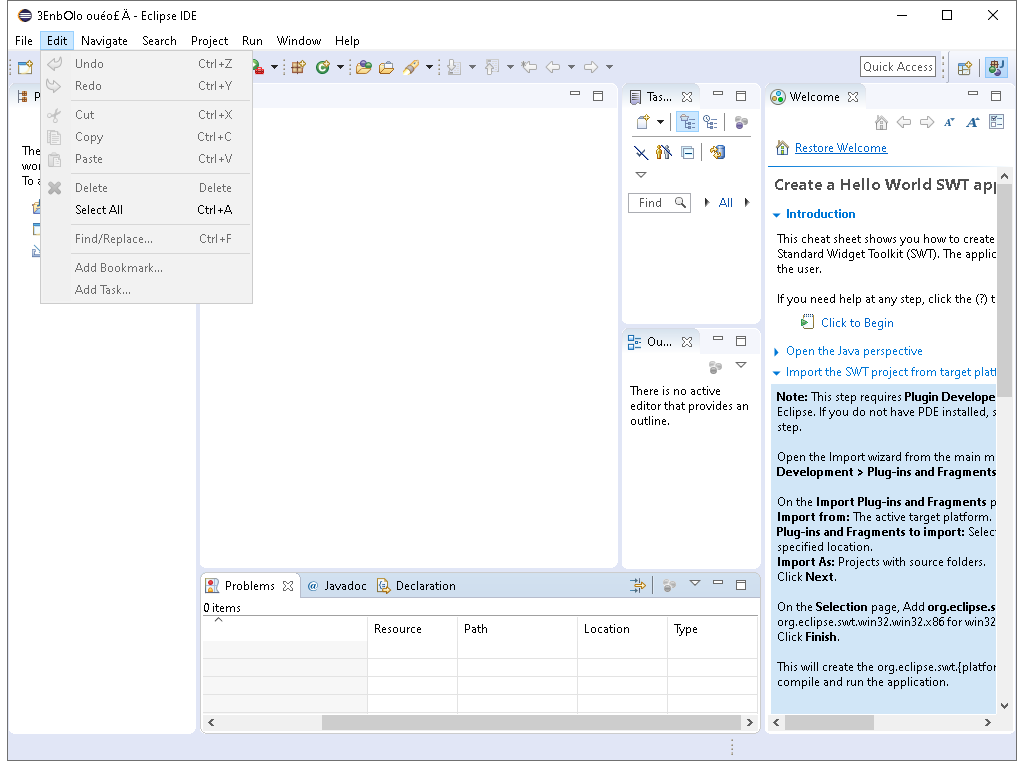 3EnbOlo ouéo£Ä - Eclipse IDE
File Edit Navigate Search Project Run Window Help
Undo Ctrl+Z
Redo Ctrl+Y
Cut Ctrl+X
Copy Ctrl+C
Paste Ctrl+V
Delete Delete
Select All Ctrl+A
Find/Replace... Ctrl+F
Add Bookmark...
Add Task...
Quick Access
P
The
wor
To a
Tas...
Find
All
Ou...
There is no active
editor that provides an
outline.
Welcome
Restore Welcome
Create a Hello World SWT app
Introduction
This cheat sheet shows you how to create
Standard Widget Toolkit (SWT). The applic
the user.
If you need help at any step, click the (?) t
Click to Begin
Open the Java perspective
Import the SWT project from target platf
Note: This step requires Plugin Develope
Eclipse. If you do not have PDE installed, s
step.
Open the Import wizard from the main m
Development > Plug-ins and Fragments
On the Import Plug-ins and Fragments p
Import from: The active target platform.
Plug-ins and Fragments to import: Selec
specified location.
Import As: Projects with source folders.
Click Next.
On the Selection page, Add org.eclipse.s
org.eclipse.swt.win32.win32.x86 for win32
Click Finish.
This will create the org.eclipse.swt.{platfor
compile and run the application.
Problems @ Javadoc Declaration
0 items
Resource Path Location Type